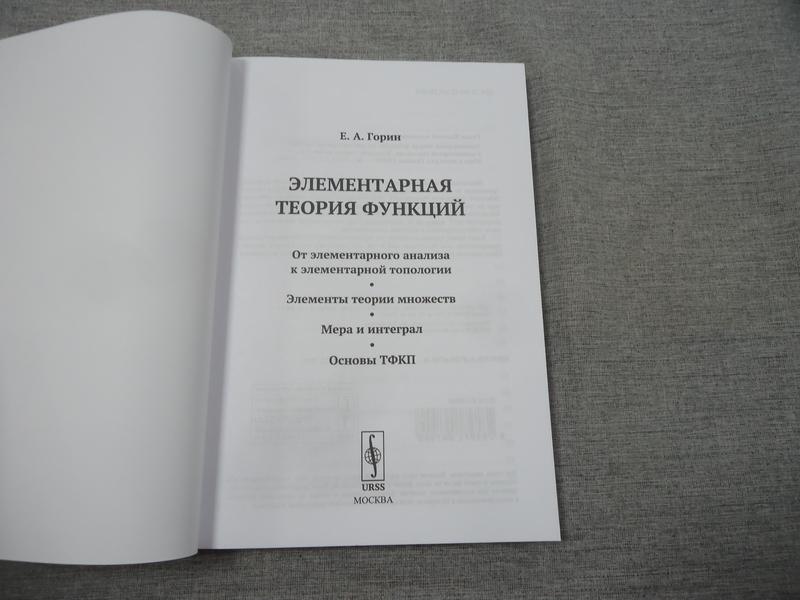 Е. А. Горин
ЭЛЕМЕНТАРНАЯ
ТЕОРИЯ ФУНКЦИЙ
От элементарного анализа
к элементарной топологии
•
Элементы теории множеств
•
Мера и интеграл
•
Основы ТФКП
URSS
МОСКВА